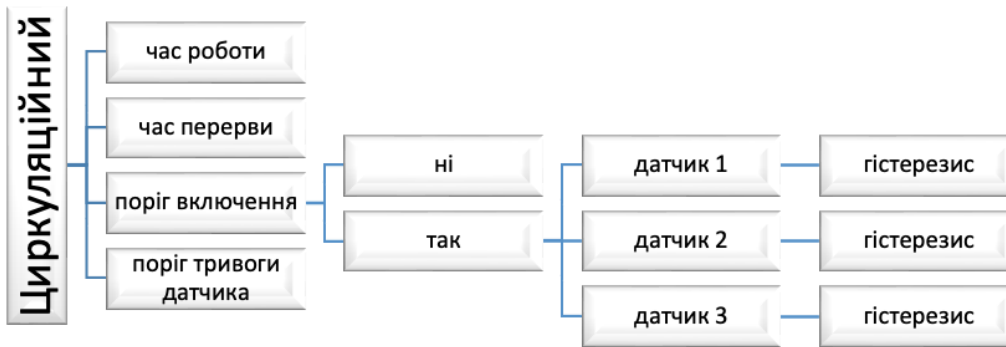 Циркуляційний
час роботи
час перерви
поріг включення
поріг тривоги
датчика
ні
так
датчик 1
датчик 2
датчик 3
гістерезис
гістерезис
гістерезис